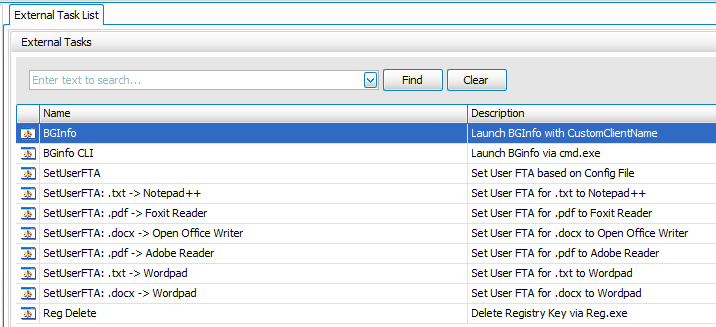 External Task List
External Tasks
Enter text to search...
Find
Clear
Name Description
BGInfo Launch BGInfo with CustomClientName
BGinfo CLI Launch BGinfo via cmd.exe
SetUserFTA Set User FTA based on Config File
SetUserFTA: .txt -> Notepad++ Set User FTA for .txt to Notepad++
SetUserFTA: .pdf -> Foxit Reader Set User FTA for .pdf to Foxit Reader
SetUserFTA: .docx -> Open Office Writer Set User FTA for .docx to Open Office Writer
SetUserFTA: .pdf -> Adobe Reader Set User FTA for .pdf to Adobe Reader
SetUserFTA: .txt -> Wordpad Set User FTA for .txt to Wordpad
SetUserFTA: .docx -> Wordpad Set User FTA for .docx to Wordpad
Reg Delete Delete Registry Key via Reg.exe